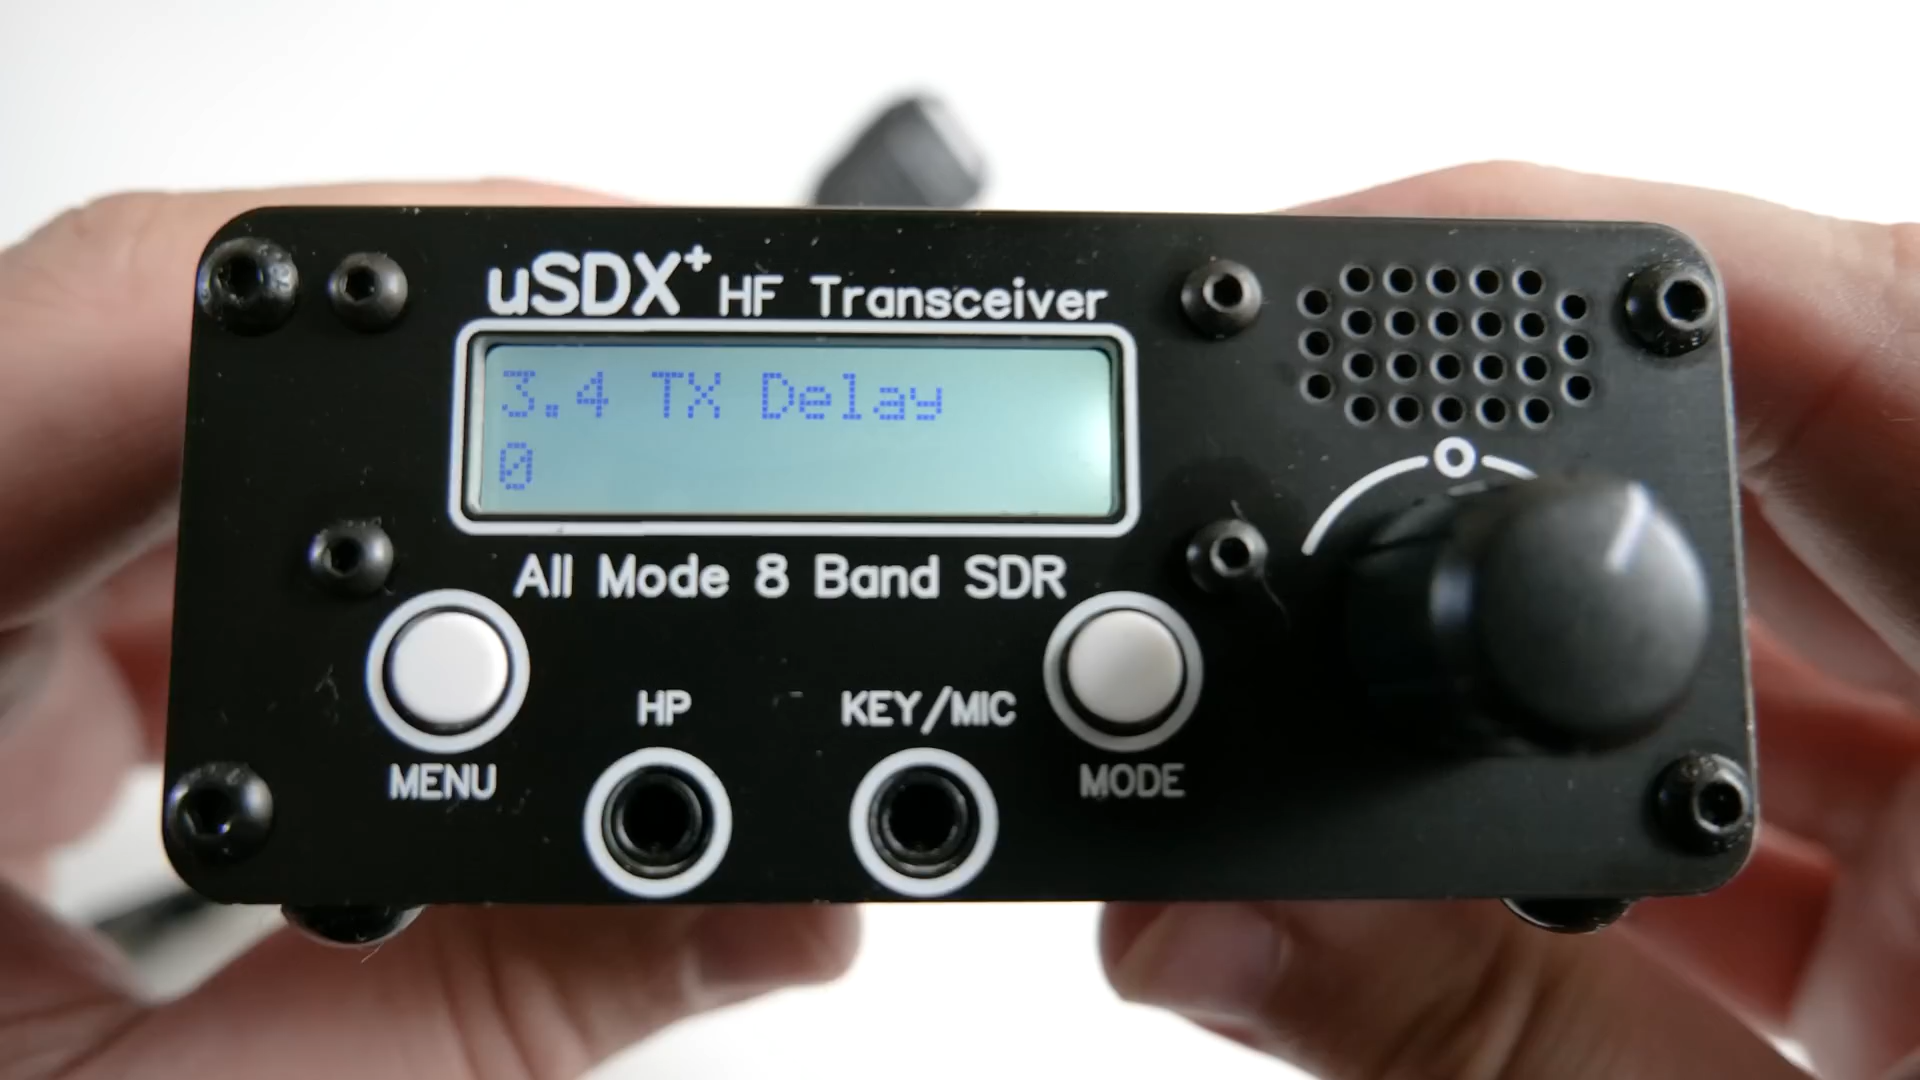 uSDX+ HF Transceiver
3.4 TX Delay
0
All Mode 8 Band SDR
HP
KEY/MIC
MENU
MODE